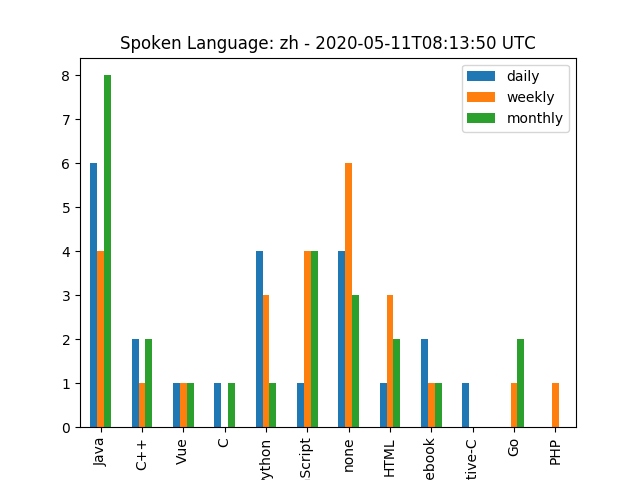 Spoken Language: zh - 2020-05-11T08:13:50 UTC
daily
weekly
monthly
8
7
6
5
4
3
2
1
0
Java
C++
Vue
C
ython
Script
none
HTML
ebook
tive-C
Go
PHP